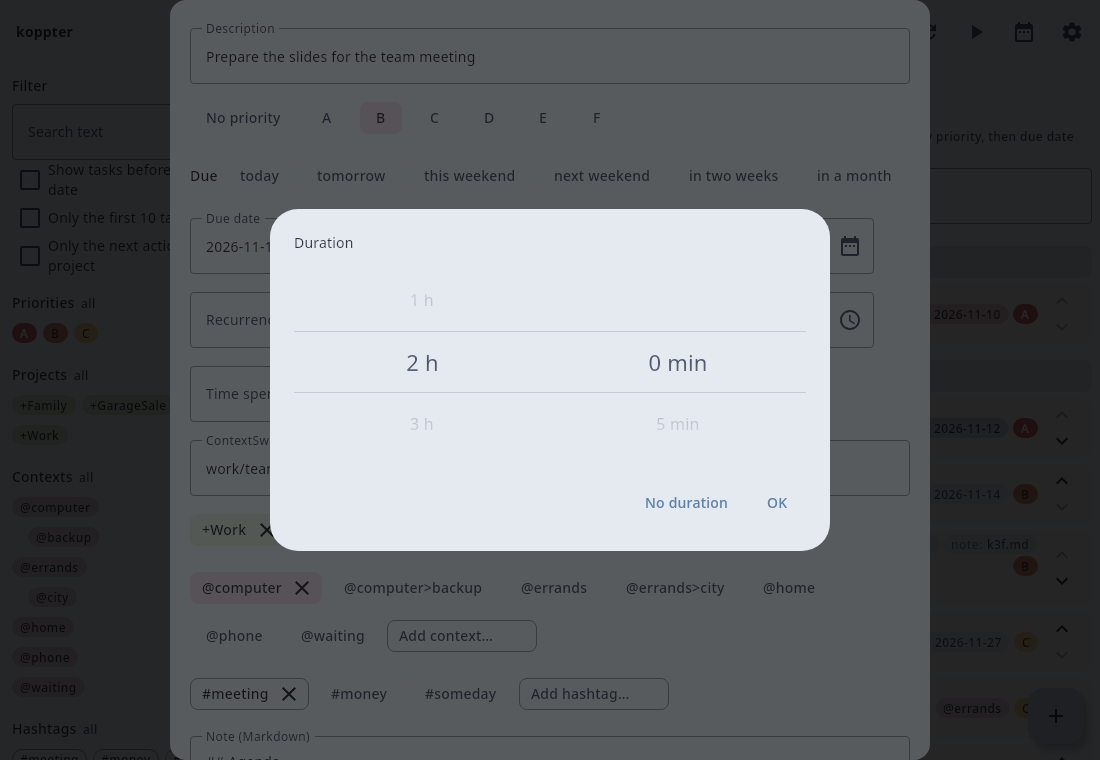 koppter
Filter
Search text
Show tasks before
date
Only the first 10 ta
Only the next actio
project
Priorities all
A B C
Projects all
+Family +GarageSale
+Work
Contexts all
@computer
@backup
@errands
@city
@home
@phone
@waiting
Hashtags all
#meeting #money
Description
Prepare the slides for the team meeting
No priority A B C D E F
Due today tomorrow this weekend next weekend in two weeks in a month
Due date
2026-11-1
Recurrenc
Time sper
ContextSw
work/tear
+Work
@computer @computer>backup @errands @errands>city @home
@phone @waiting Add context...
#meeting #money #someday Add hashtag...
Note (Markdown)
## Agenda
Duration
1 h
2 h 0 min
3 h 5 min
No duration OK
priority, then due date
2026-11-10 A
2026-11-12 A
2026-11-14 B
note: k3f.md
B
2026-11-27 C
@errands C
+